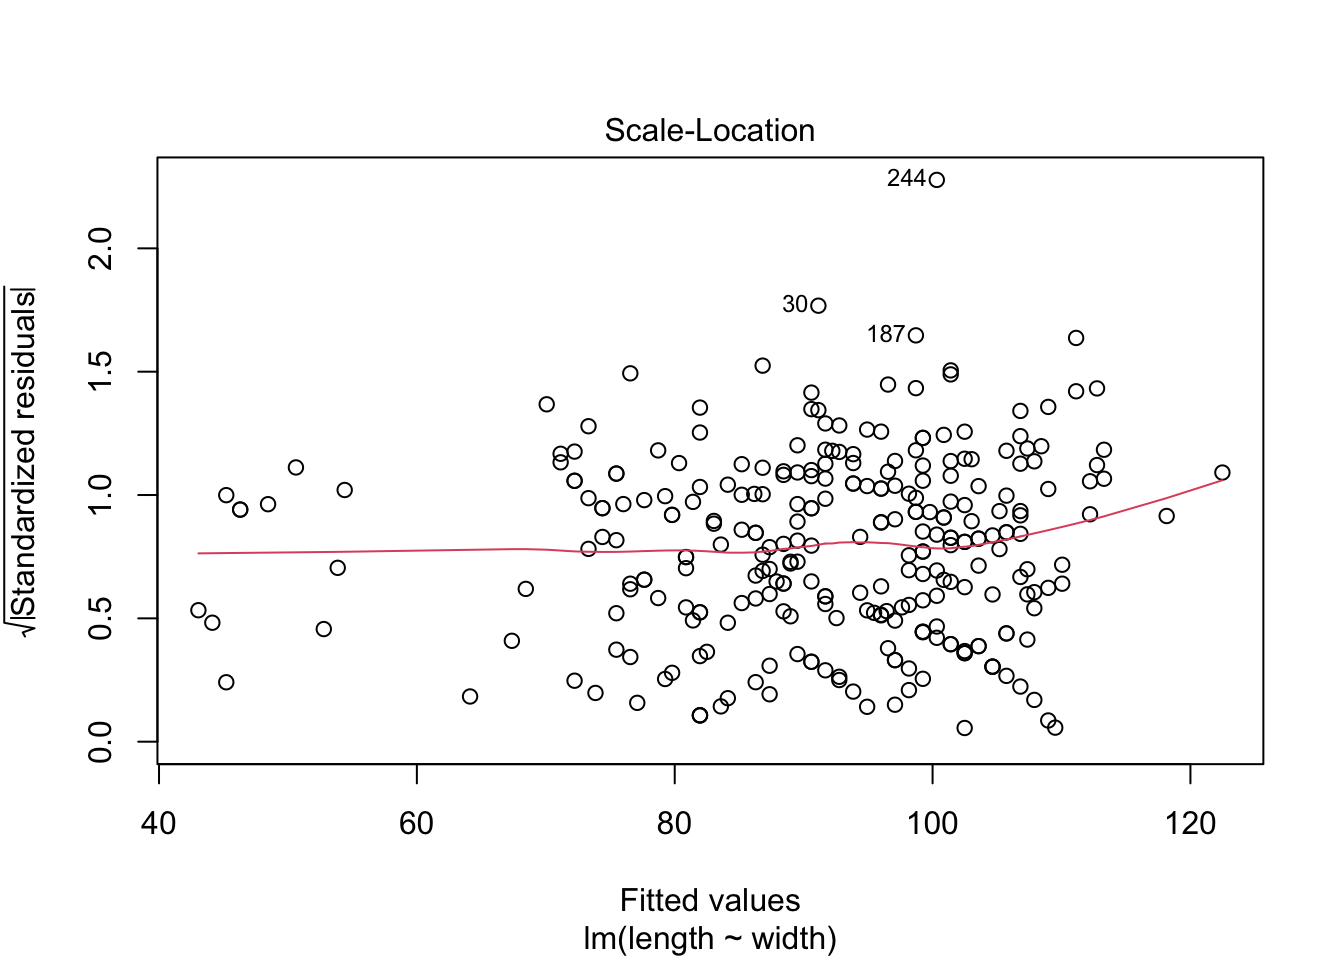 Scale-Location
√|Standardized residuals|
2.0
1.5
1.0
0.5
0.0
244
30
187
40 60 80 100 120
Fitted values
lm(length ~ width)